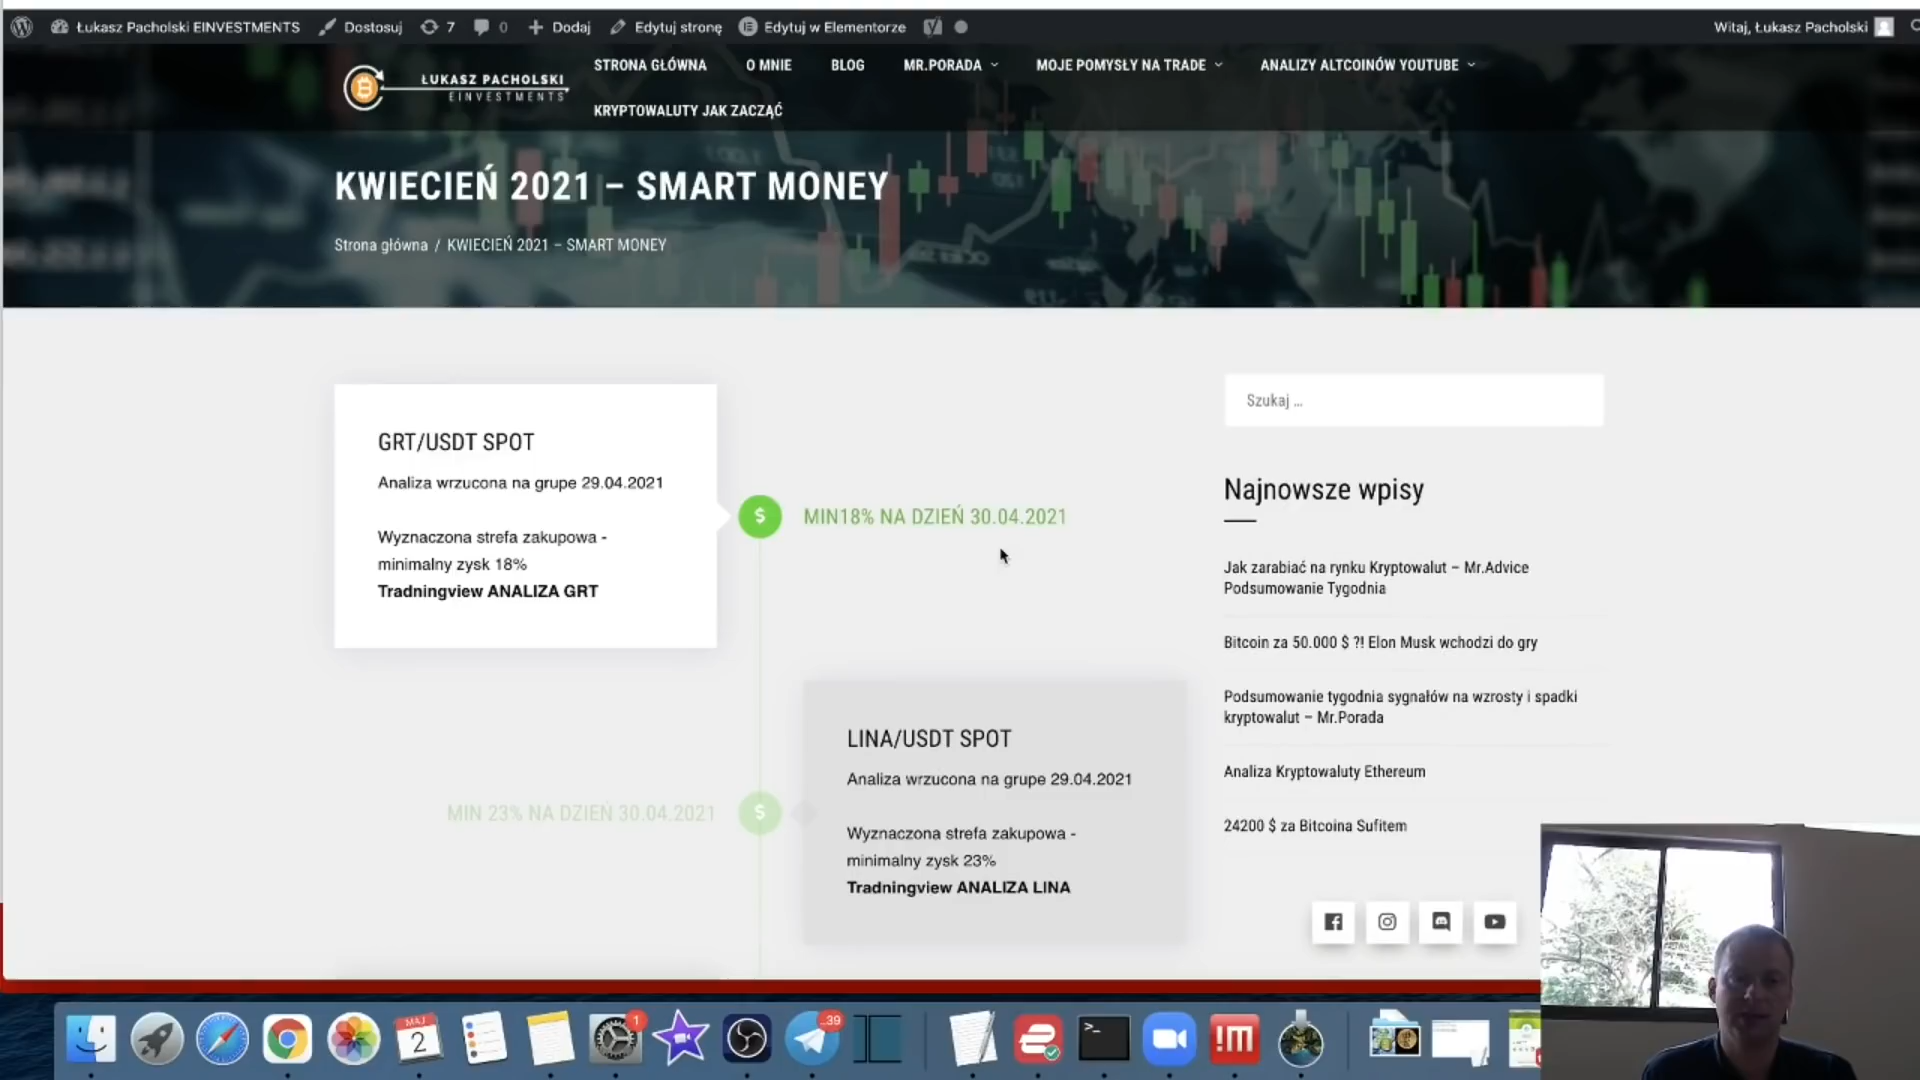 Łukasz Pacholski EINVESTMENTS
Dostosuj
7
0
Dodaj
Edytuj stronę
Edytuj w Elementorze
Witaj, Łukasz Pacholski
ŁUKASZ PACHOLSKI
EINVESTMENTS
STRONA GŁÓWNA
O MNIE
BLOG
MR.PORADA
MOJE POMYSŁY NA TRADE
ANALIZY ALTCOINÓW YOUTUBE
KRYPTOWALUTY JAK ZACZĄĆ
KWIECIEŃ 2021 – SMART MONEY
Strona główna / KWIECIEŃ 2021 – SMART MONEY
GRT/USDT SPOT
Analiza wrzucona na grupe 29.04.2021
Wyznaczona strefa zakupowa -
minimalny zysk 18%
Tradningview ANALIZA GRT
MIN18% NA DZIEŃ 30.04.2021
LINA/USDT SPOT
Analiza wrzucona na grupe 29.04.2021
Wyznaczona strefa zakupowa -
minimalny zysk 23%
Tradningview ANALIZA LINA
MIN 23% NA DZIEŃ 30.04.2021
Szukaj ...
Najnowsze wpisy
Jak zarabiać na rynku Kryptowalut – Mr.Advice
Podsumowanie Tygodnia
Bitcoin za 50.000 $ ?! Elon Musk wchodzi do gry
Podsumowanie tygodnia sygnałów na wzrosty i spadki
kryptowalut – Mr.Porada
Analiza Kryptowaluty Ethereum
24200 $ za Bitcoina Sufitem
MAJ
2
1
39
!M